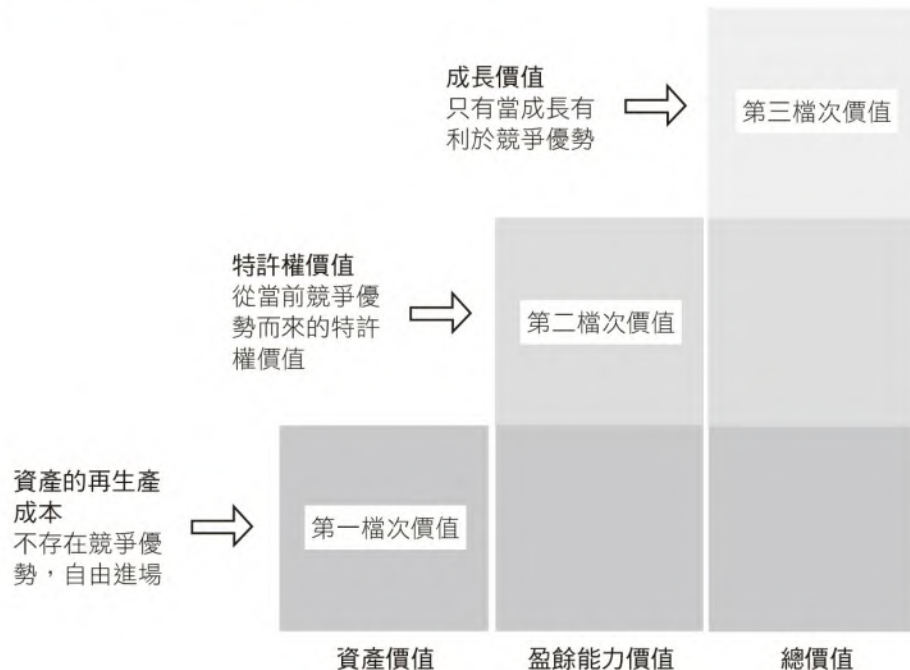 成長價值
只有當成長有
利於競爭優勢
第三檔次價值
特許權價值
從當前競爭優
勢而來的特許
權價值
第二檔次價值
資產的再生產
成本
不存在競爭優
勢，自由進場
第一檔次價值
資產價值
盈餘能力價值
總價值